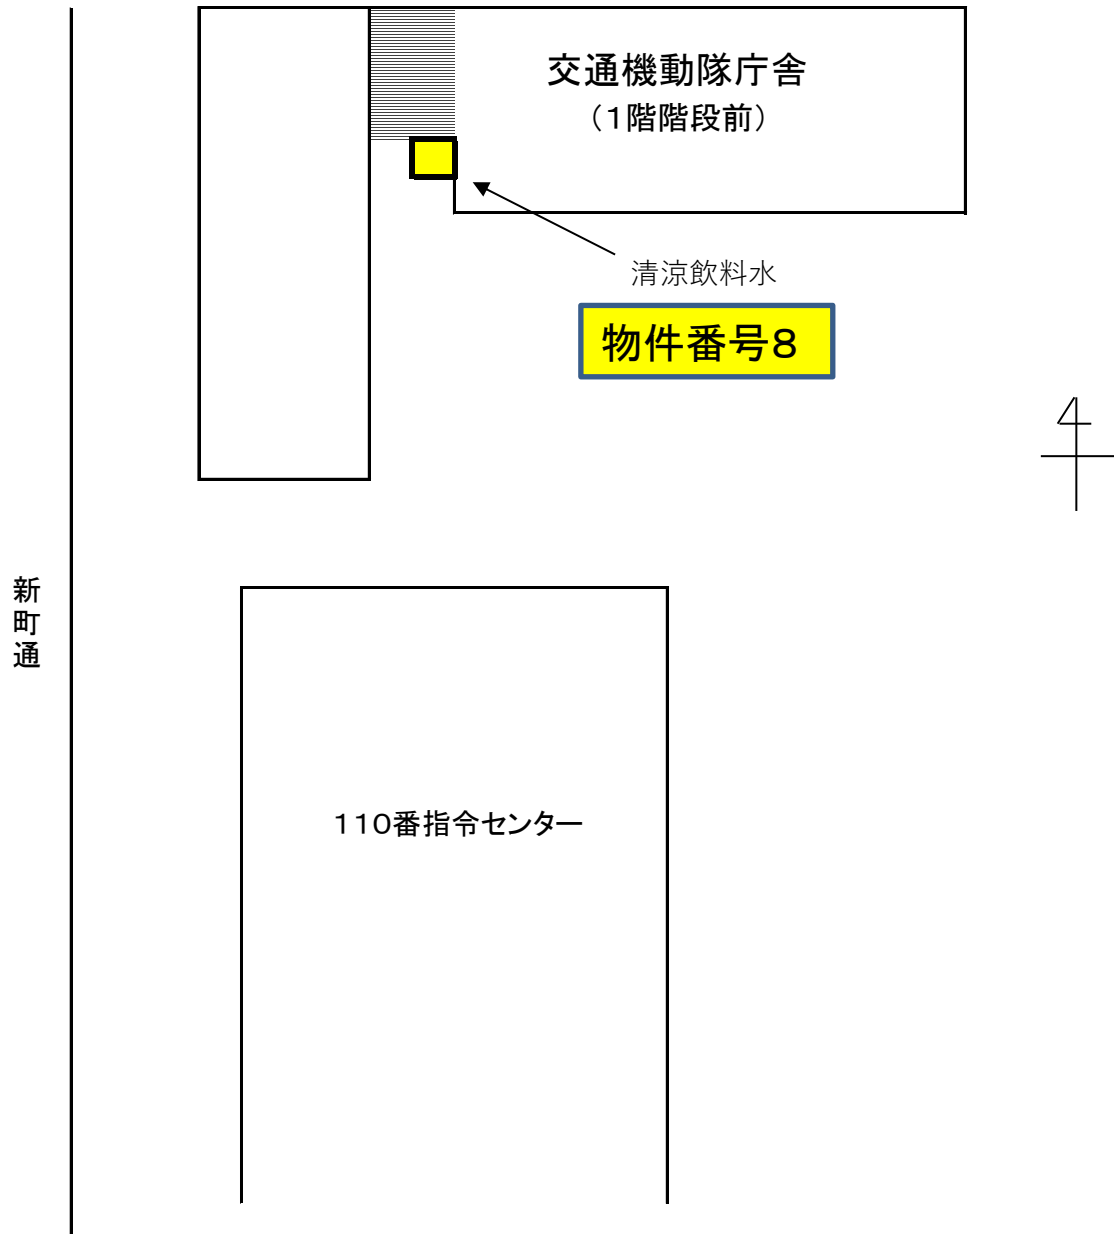 交通機動隊庁舎
（1階階段前）
清涼飲料水
物件番号８
新町通
１１０番指令センター